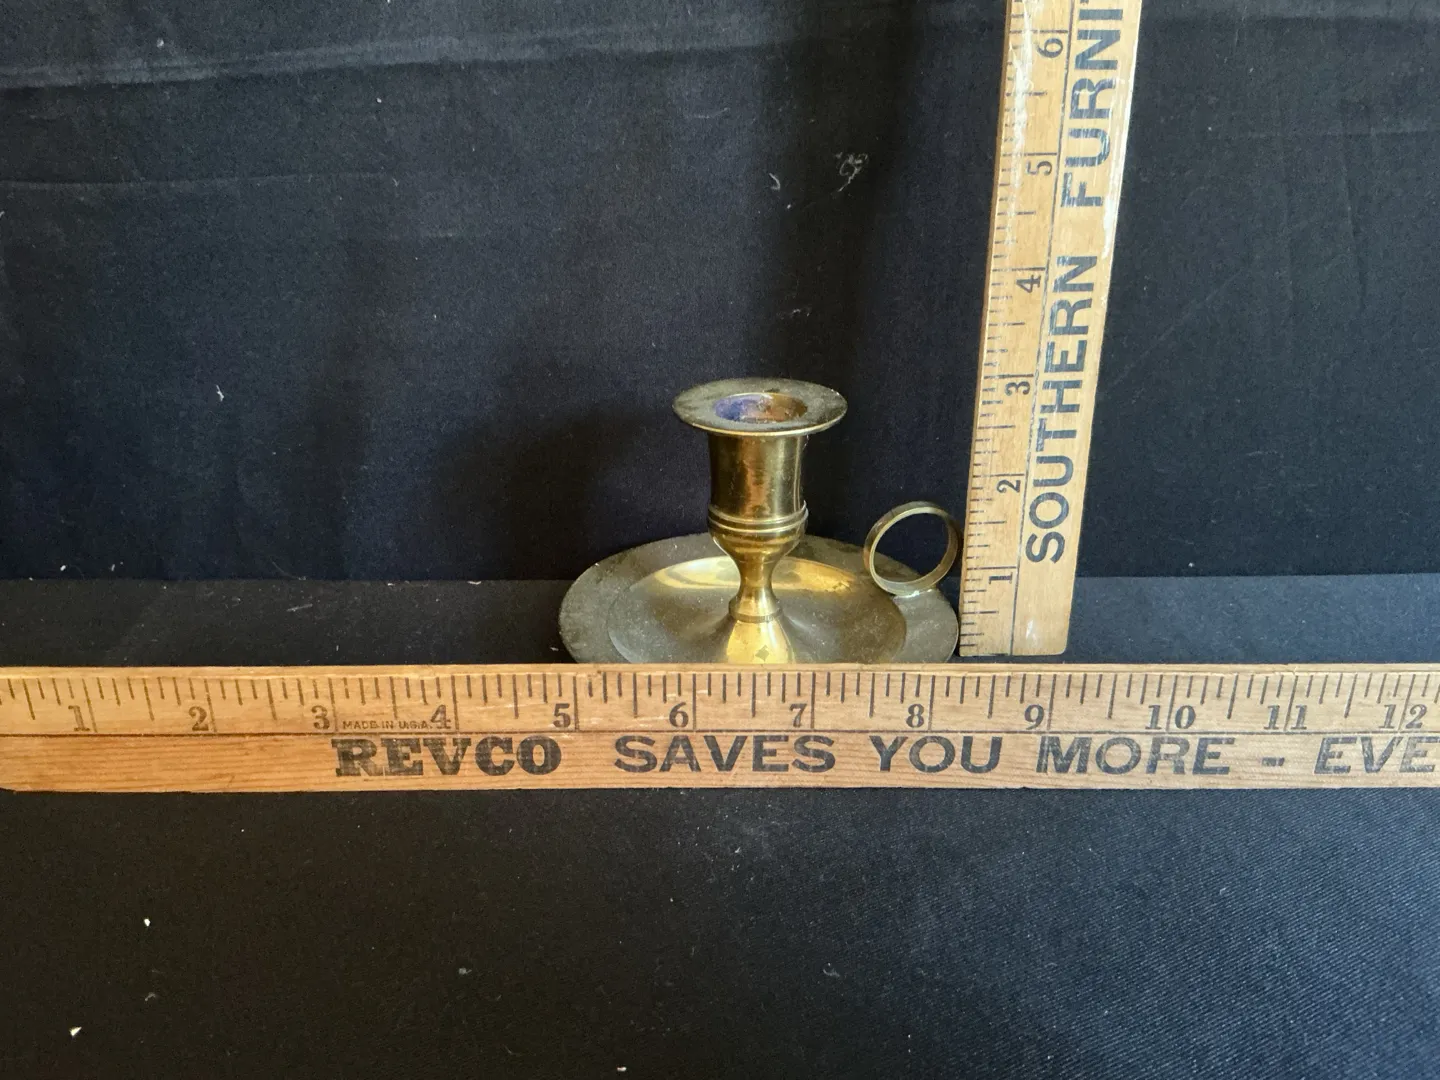 6
5
4
3
2
1
SOUTHERN FURNI
1 2 3 4 5 6 7 8 9 10 11 12
MADE IN U.S.A.
REVCO SAVES YOU MORE - EVE